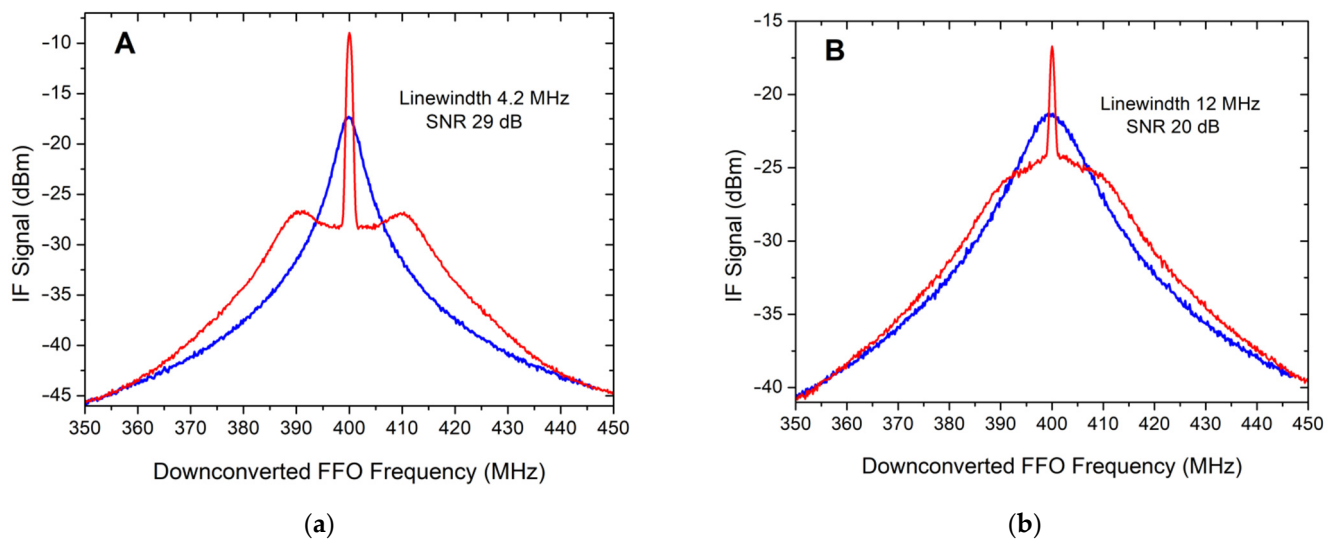 A
Linewindth 4.2 MHz
SNR 29 dB
−10
−15
−20
−25
−30
−35
−40
−45
IF Signal (dBm)
350 360 370 380 390 400 410 420 430 440 450
Downconverted FFO Frequency (MHz)
(a)
B
Linewindth 12 MHz
SNR 20 dB
−15
−20
−25
−30
−35
−40
IF Signal (dBm)
350 360 370 380 390 400 410 420 430 440 450
Downconverted FFO Frequency (MHz)
(b)